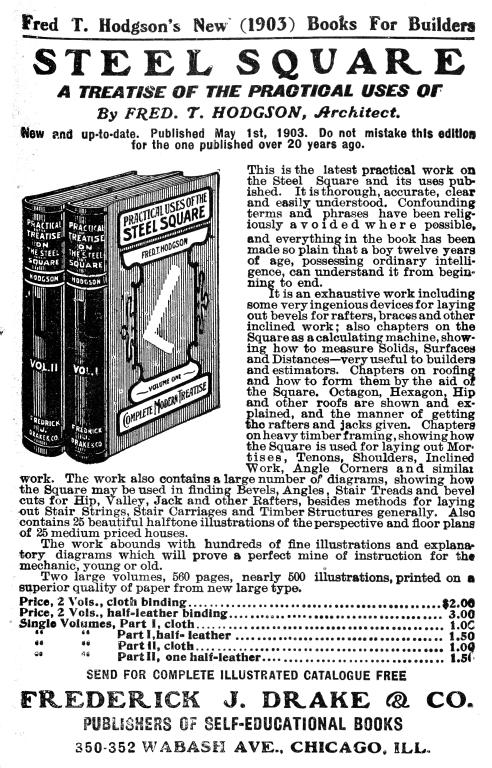 Fred T. Hodgson's New (1903) Books For Builders
STEEL SQUARE
A TREATISE OF THE PRACTICAL USES OF
By FRED. T. HODGSON, Architect.
New and up-to-date. Published May 1st, 1903. Do not mistake this edition
for the one published over 20 years ago.
PRACTICAL
TREATISE
ON
THE STEEL
SQUARE
HODGSON
VOL.II
FREDRICK
J.
DRAKE & CO.
PRACTICAL
TREATISE
ON
THE STEEL
SQUARE
HODGSON
VOL. I
FREDRICK
J.
DRAKE & CO.
PRACTICAL USES OF THE
STEEL SQUARE
FRED.T. HODGSON
VOLUME ONE
COMPLETE MODERN TREATISE
This is the latest practical work on
the Steel Square and its uses pub-
ished. It is thorough, accurate, clear
and easily understood. Confounding
terms and phrases have been relig-
iously avoided where possible,
and everything in the book has been
made so plain that a boy twelve years
of age, possessing ordinary intelli-
gence, can understand it from begin-
ning to end.
It is an exhaustive work including
some very ingenious devices for laying
out bevels for rafters, braces and other
inclined work; also chapters on the
Square as a calculating machine, show-
ing how to measure Solids, Surfaces
and Distances—very useful to builders
and estimators. Chapters on roofing
and how to form them by the aid of
the Square. Octagon, Hexagon, Hip
and other roofs are shown and ex-
plained, and the manner of getting
the rafters and jacks given. Chapters
on heavy timber framing, showing how
the Square is used for laying out Mor-
tises, Tenons, Shoulders, Inclined
Work, Angle Corners and similar
work. The work also contains a large number of diagrams, showing how
the Square may be used in finding Bevels, Angles, Stair Treads and bevel
cuts for Hip, Valley, Jack and other Rafters, besides methods for laying
out Stair Strings, Stair Carriages and Timber Structures generally. Also
contains 25 beautiful halftone illustrations of the perspective and floor plans
of 25 medium priced houses.
The work abounds with hundreds of fine illustrations and explana-
tory diagrams which will prove a perfect mine of instruction for the
mechanic, young or old.
Two large volumes, 560 pages, nearly 500 illustrations, printed on a
superior quality of paper from new large type.
Price, 2 Vols., cloth binding....................$2.00
Price, 2 Vols., half-leather binding.................... 3.00
Single Volumes, Part I, cloth.................... 1.00
" " Part I, half- leather .................... 1.50
" " Part II, cloth.................... 1.00
" " Part II, one half-leather.................... 1.50
SEND FOR COMPLETE ILLUSTRATED CATALOGUE FREE
FREDERICK J. DRAKE & CO.
PUBLISHERS OF SELF-EDUCATIONAL BOOKS
350-352 WABASH AVE., CHICAGO, ILL.